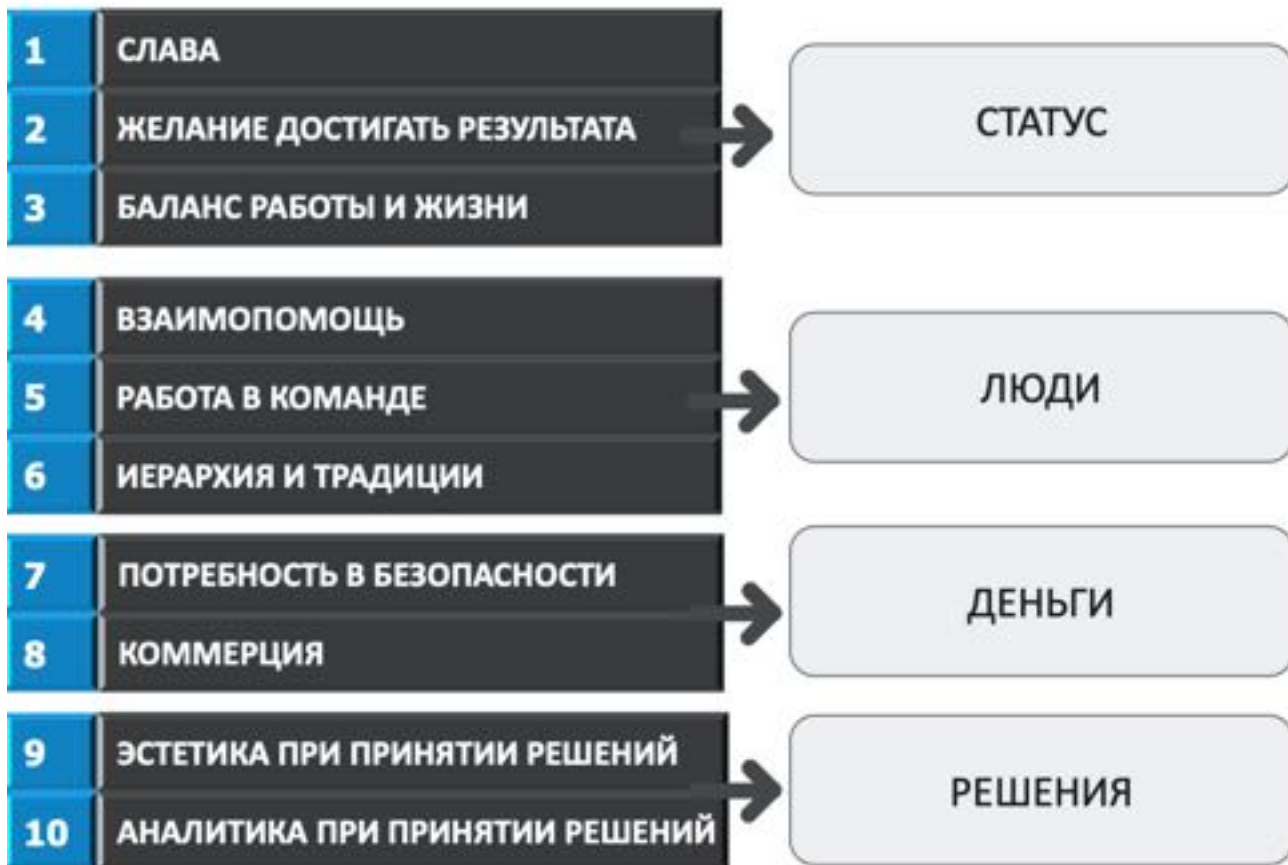 1 СЛАВА
2 ЖЕЛАНИЕ ДОСТИГАТЬ РЕЗУЛЬТАТА
3 БАЛАНС РАБОТЫ И ЖИЗНИ
СТАТУС
4 ВЗАИМОПОМОЩЬ
5 РАБОТА В КОМАНДЕ
6 ИЕРАРХИЯ И ТРАДИЦИИ
ЛЮДИ
7 ПОТРЕБНОСТЬ В БЕЗОПАСНОСТИ
8 КОММЕРЦИЯ
ДЕНЬГИ
9 ЭСТЕТИКА ПРИ ПРИНЯТИИ РЕШЕНИЙ
10 АНАЛИТИКА ПРИ ПРИНЯТИИ РЕШЕНИЙ
РЕШЕНИЯ